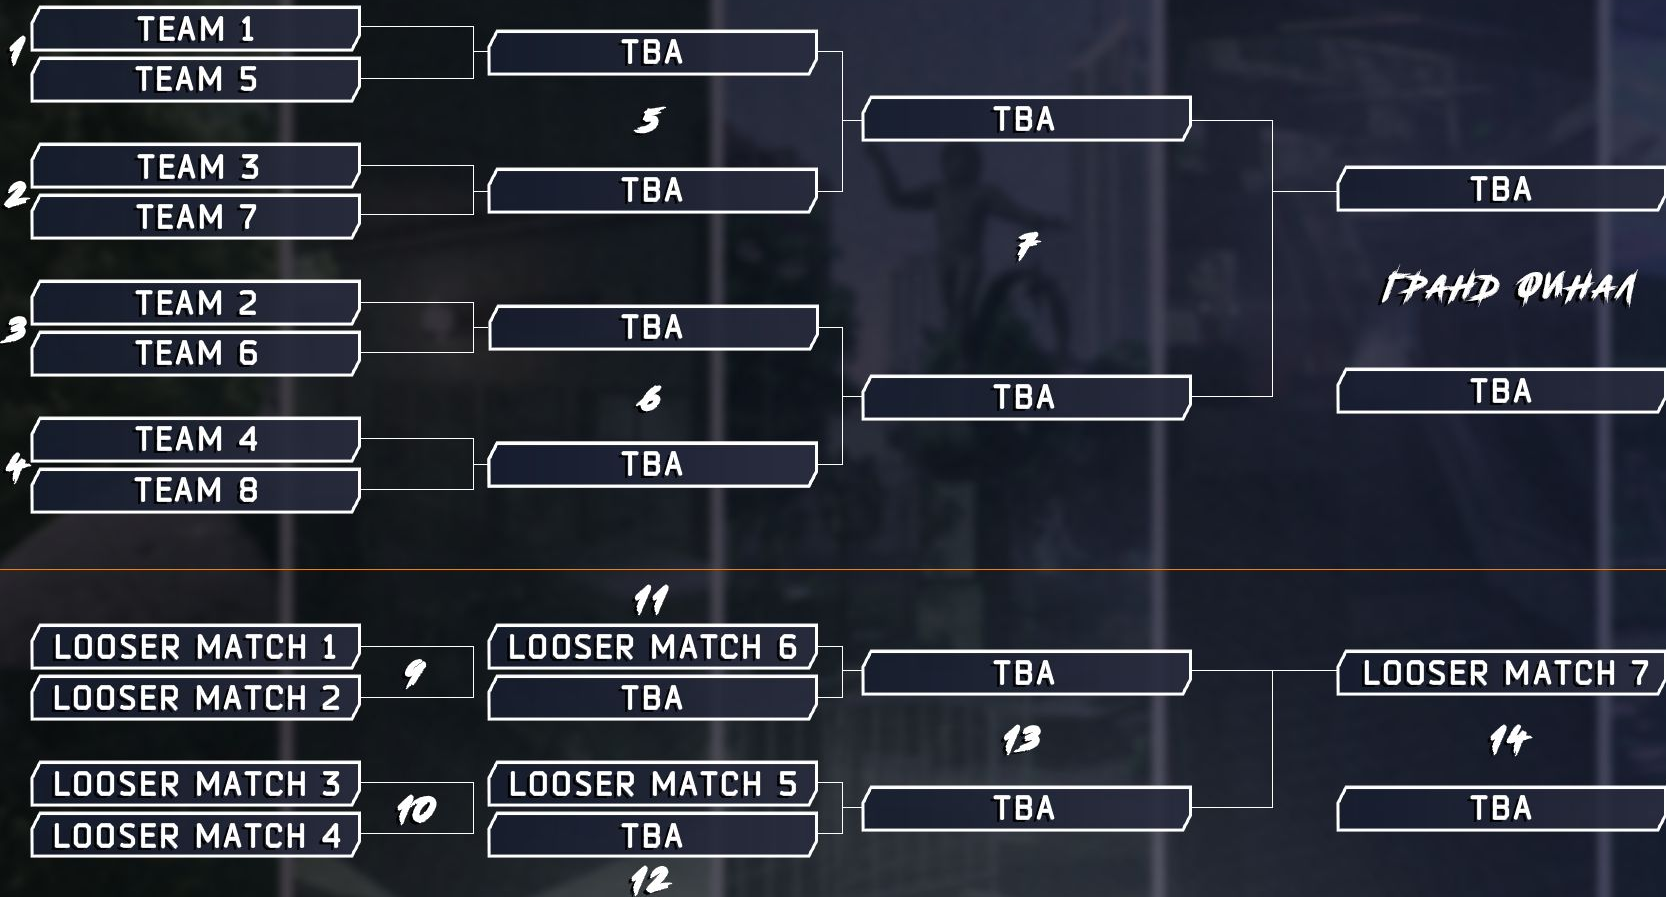 1
TEAM 1
TEAM 5
2
TEAM 3
TEAM 7
3
TEAM 2
TEAM 6
4
TEAM 4
TEAM 8
TBA
5
TBA
TBA
6
TBA
TBA
7
TBA
TBA
ГРАНД ФИНАЛ
TBA
LOOSER MATCH 1
9
LOOSER MATCH 2
LOOSER MATCH 3
10
LOOSER MATCH 4
11
LOOSER MATCH 6
TBA
LOOSER MATCH 5
TBA
12
TBA
13
TBA
LOOSER MATCH 7
14
TBA